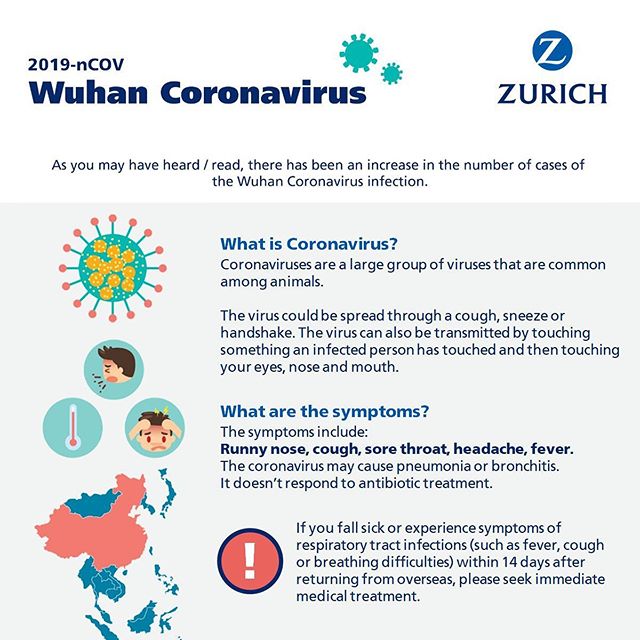 2019-nCOV
Wuhan Coronavirus
Z
ZURICH
As you may have heard / read, there has been an increase in the number of cases of
the Wuhan Coronavirus infection.
What is Coronavirus?
Coronaviruses are a large group of viruses that are common
among animals.
The virus could be spread through a cough, sneeze or
handshake. The virus can also be transmitted by touching
something an infected person has touched and then touching
your eyes, nose and mouth.
What are the symptoms?
The symptoms include:
Runny nose, cough, sore throat, headache, fever.
The coronavirus may cause pneumonia or bronchitis.
It doesn't respond to antibiotic treatment.
!
If you fall sick or experience symptoms of
respiratory tract infections (such as fever, cough
or breathing difficulties) within 14 days after
returning from overseas, please seek immediate
medical treatment.